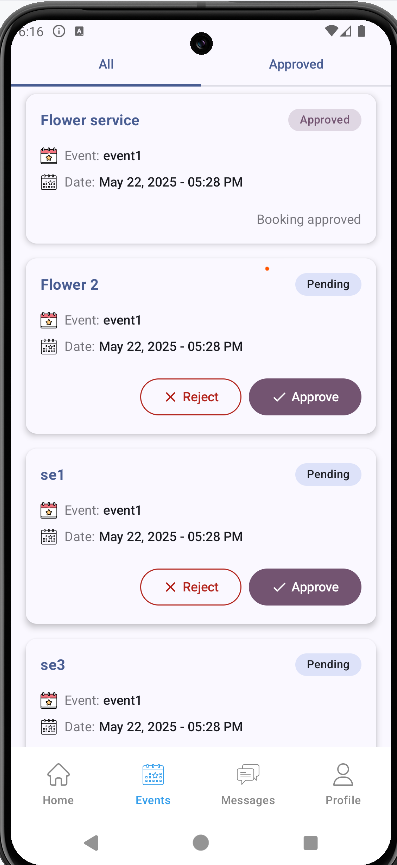 6:16
All
Approved
Flower service
Approved
Event: event1
Date: May 22, 2025 - 05:28 PM
Booking approved
Flower 2
Pending
Event: event1
Date: May 22, 2025 - 05:28 PM
Reject
Approve
se1
Pending
Event: event1
Date: May 22, 2025 - 05:28 PM
Reject
Approve
se3
Pending
Event: event1
Date: May 22, 2025 - 05:28 PM
Home
Events
Messages
Profile